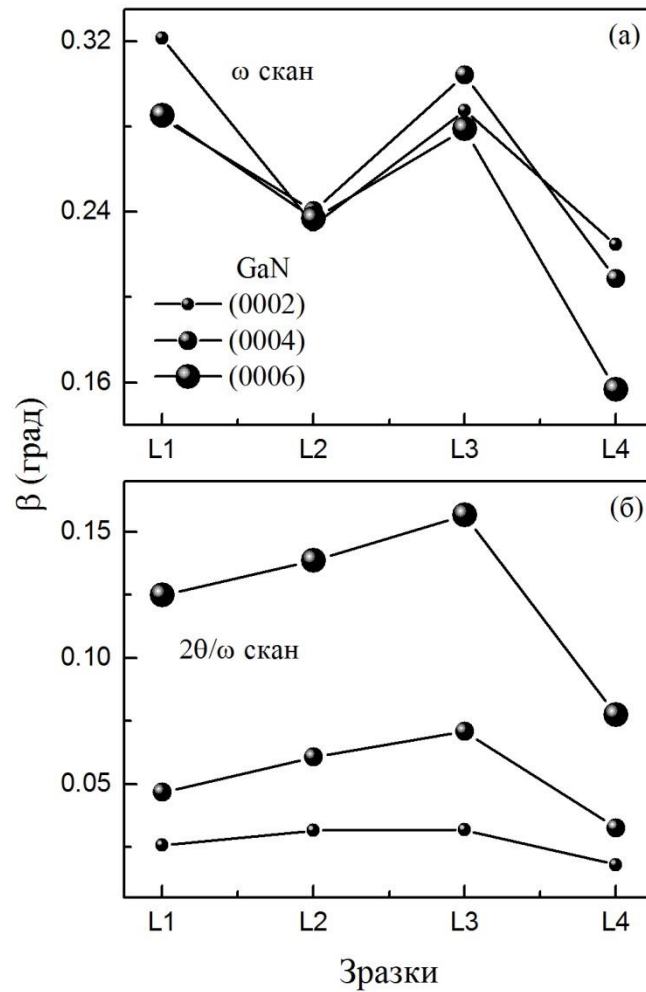 0.32
(а)
ω скан
0.24
GaN
(0002)
(0004)
(0006)
0.16
L1 L2 L3 L4
β (град)
(б)
0.15
0.10
2θ/ω скан
0.05
L1 L2 L3 L4
Зразки